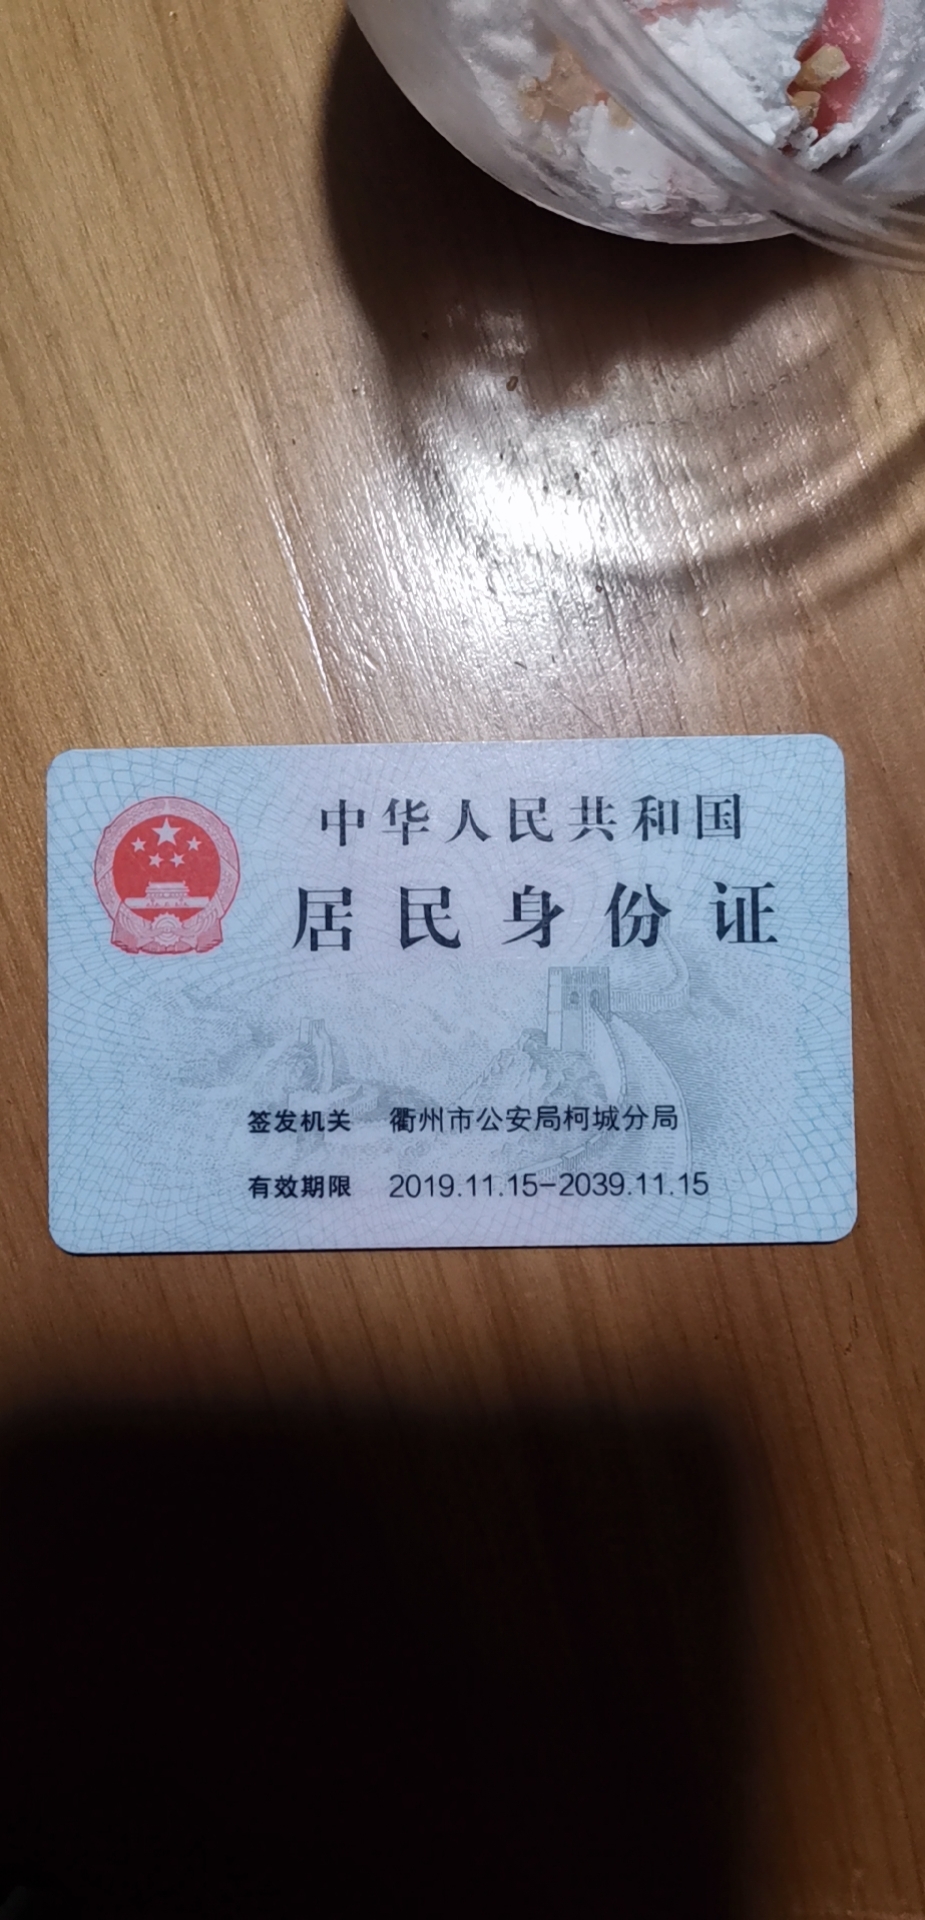 中华人民共和国
居民身份证
签发机关 衢州市公安局柯城分局
有效期限 2019.11.15-2039.11.15